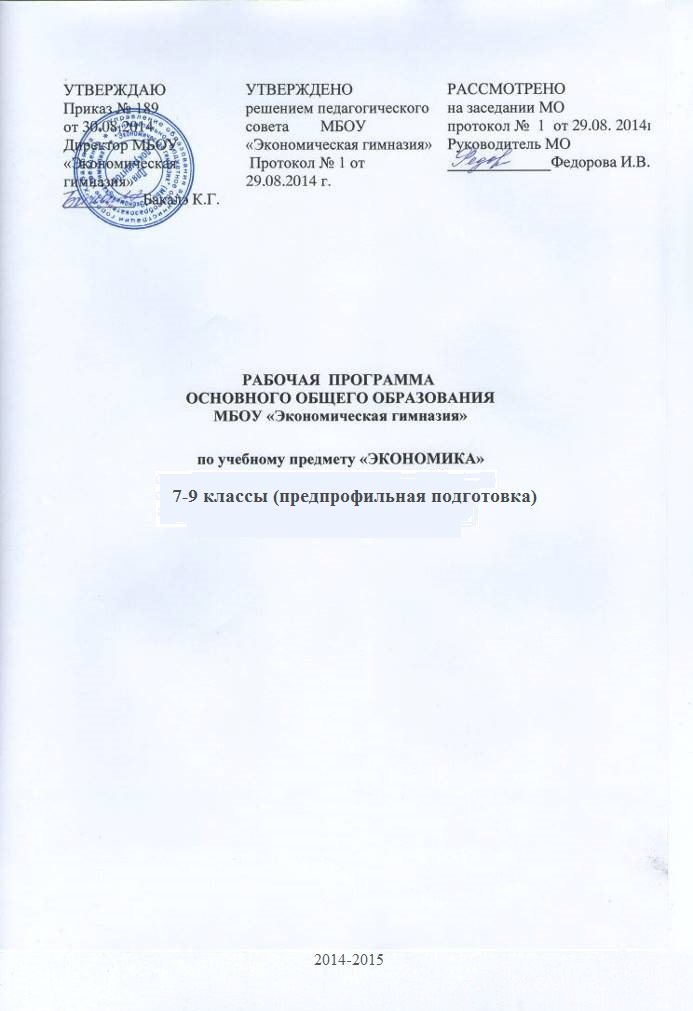 УТВЕРЖДАЮ
Приказ № 189
от 30.08.2014
Директор МБОУ
«Экономическая
гимназия»
Бакалэ К.Г.
УТВЕРЖДЕНО
решением педагогического
совета МБОУ
«Экономическая гимназия»
Протокол № 1 от
29.08.2014 г.
РАССМОТРЕНО
на заседании МО
протокол № 1 от 29.08. 2014г
Руководитель МО
Федорова И.В.
РАБОЧАЯ ПРОГРАММА
ОСНОВНОГО ОБЩЕГО ОБРАЗОВАНИЯ
МБОУ «Экономическая гимназия»
по учебному предмету «ЭКОНОМИКА»
7-9 классы (предпрофильная подготовка)
2014-2015